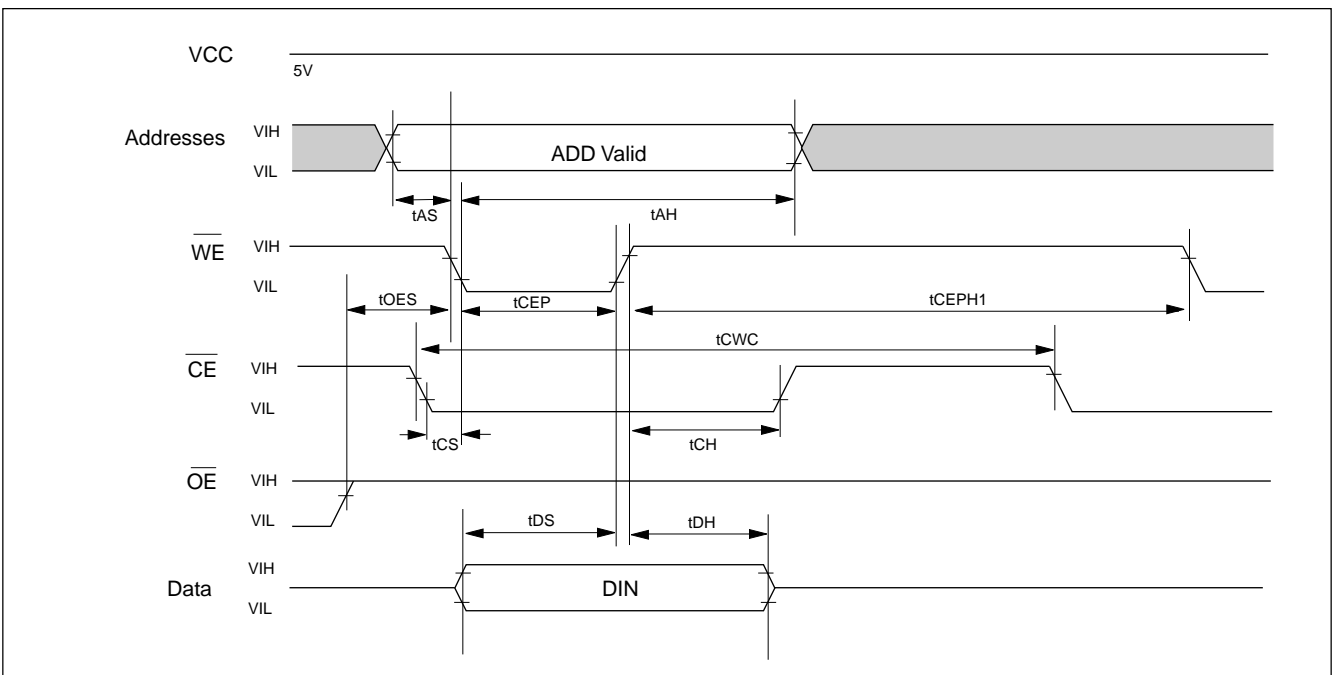 VCC
5V
Addresses
VIH
ADD Valid
VIL
tAS
tAH
WE
VIH
VIL
tOES
tCEP
tCEPH1
tCWC
CE
VIH
VIL
tCS
tCH
OE
VIH
VIL
tDS
tDH
VIH
Data
DIN
VIL